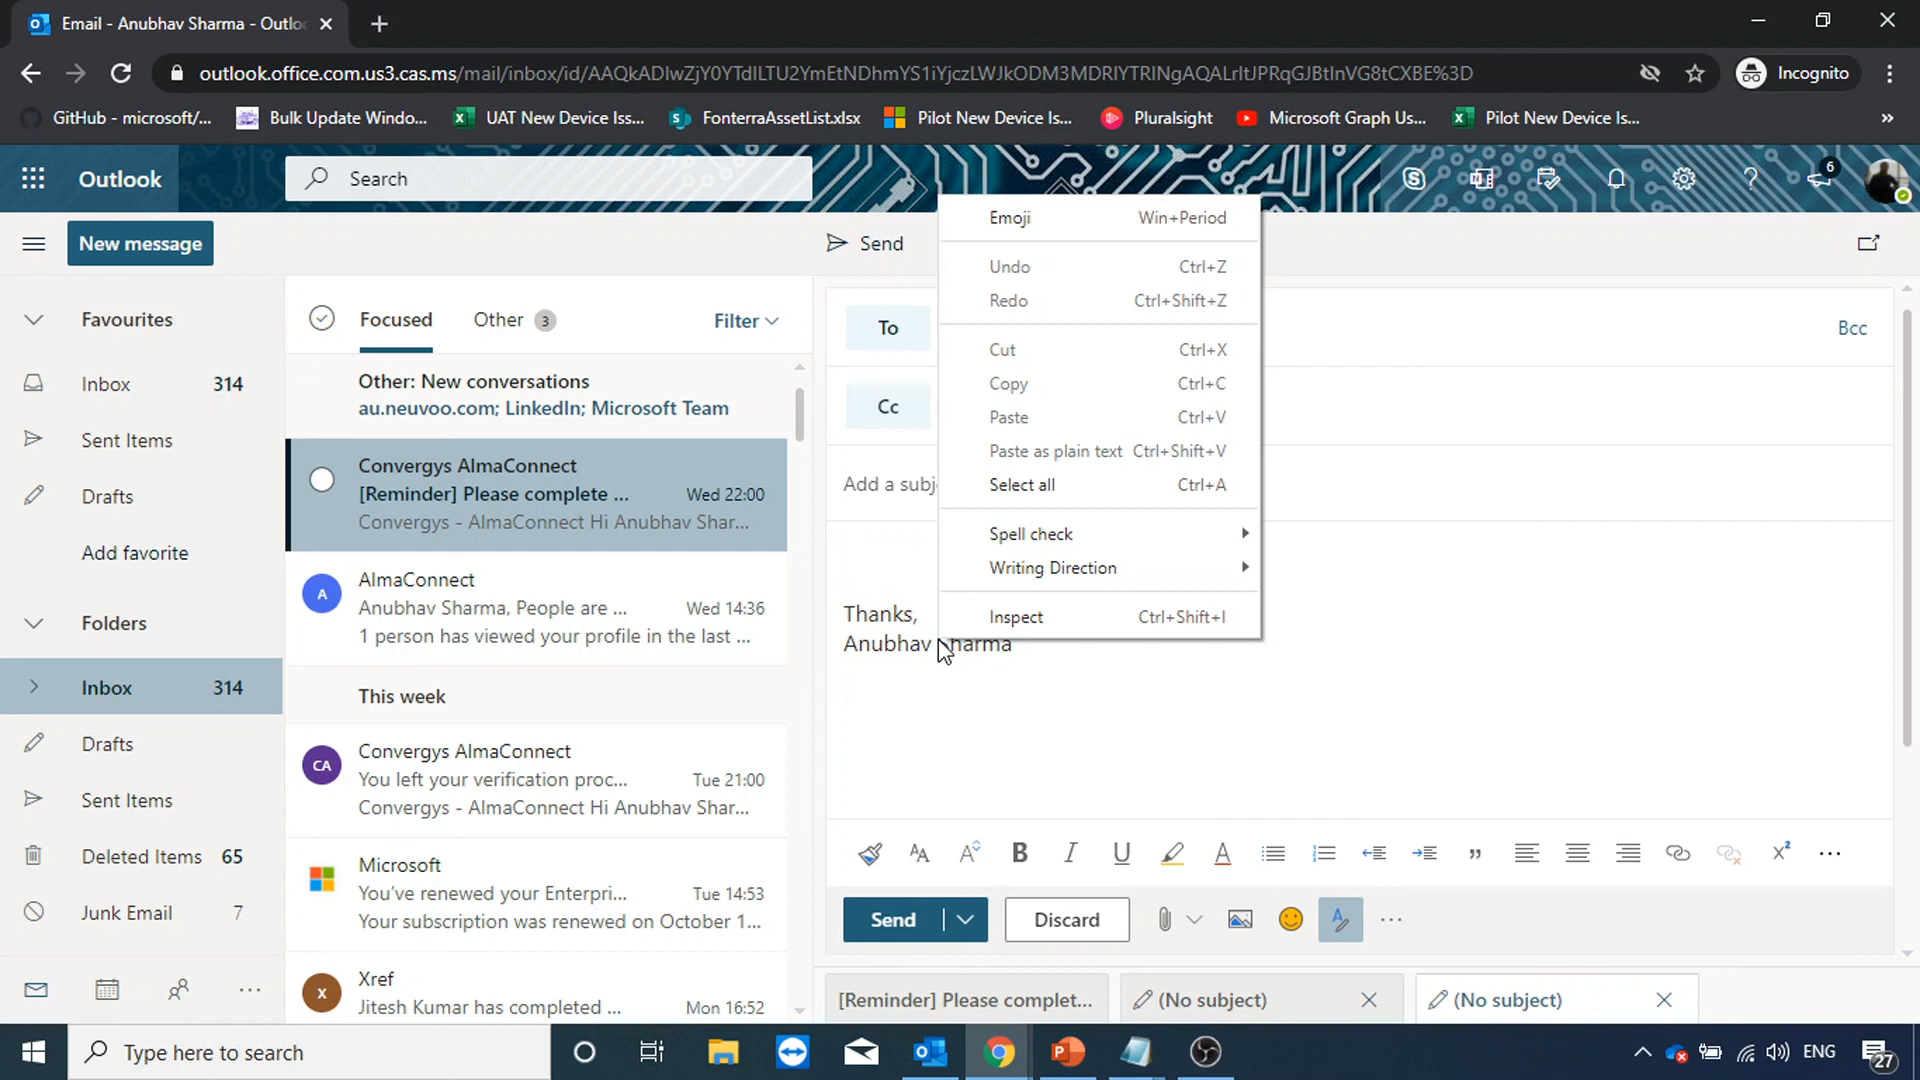 Email - Anubhav Sharma - Outlo
outlook.office.com.us3.cas.ms/mail/inbox/id/AAQkADIwZjY0YTdlLTU2YmEtNDhmYS1iYjczLWJkODM3MDRlYTRlNgAQALrltJPRqGJBtInVG8tCXBE%3D
Incognito
GitHub - microsoft/...
Bulk Update Windo...
UAT New Device Iss...
FonterraAssetList.xlsx
Pilot New Device Is...
Pluralsight
Microsoft Graph Us...
Pilot New Device Is...
»
Outlook
Search
6
New message
Send
Favourites
Inbox 314
Sent Items
Drafts
Add favorite
Folders
Inbox 314
Drafts
Sent Items
Deleted Items 65
Junk Email 7
Focused
Other 3
Filter
Other: New conversations
au.neuvoo.com; LinkedIn; Microsoft Team
Convergys AlmaConnect
[Reminder] Please complete ... Wed 22:00
Convergys - AlmaConnect Hi Anubhav Shar...
A
AlmaConnect
Anubhav Sharma, People are ... Wed 14:36
1 person has viewed your profile in the last ...
This week
CA
Convergys AlmaConnect
You left your verification proc... Tue 21:00
Convergys - AlmaConnect Hi Anubhav Shar...
Microsoft
You've renewed your Enterpri... Tue 14:53
Your subscription was renewed on October 1...
X
Xref
Jitesh Kumar has completed ... Mon 16:52
To
Bcc
Cc
Add a subj
Thanks,
Anubhav Sharma
Emoji Win+Period
Undo Ctrl+Z
Redo Ctrl+Shift+Z
Cut Ctrl+X
Copy Ctrl+C
Paste Ctrl+V
Paste as plain text Ctrl+Shift+V
Select all Ctrl+A
Spell check
Writing Direction
Inspect Ctrl+Shift+I
Send
Discard
[Reminder] Please complet...
(No subject)
(No subject)
Type here to search
ENG
27